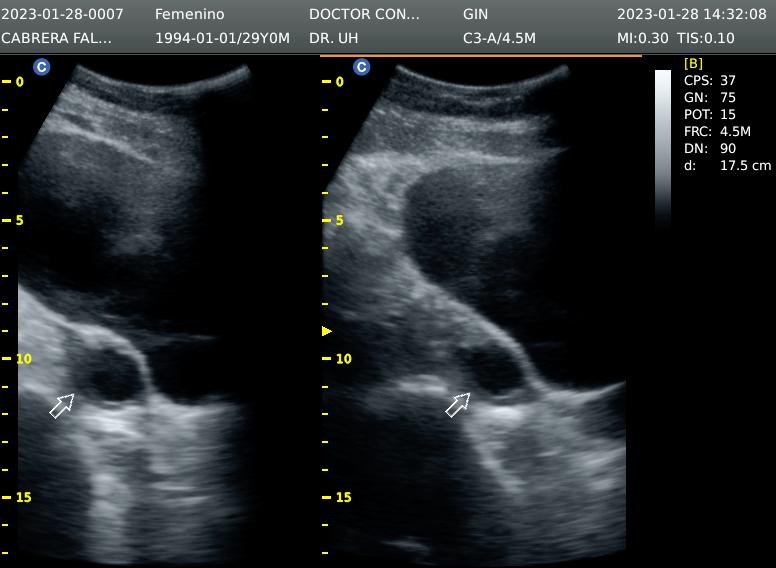 2023-01-28-0007 Femenino DOCTOR CON... GIN 2023-01-28 14:32:08
CABRERA FAL... 1994-01-01/29Y0M DR. UH C3-A/4.5M MI:0.30 TIS:0.10
C C [B]
0 0 CPS: 37
GN: 75
POT: 15
FRC: 4.5M
DN: 90
d: 17.5 cm
5 5
10 10
15 15